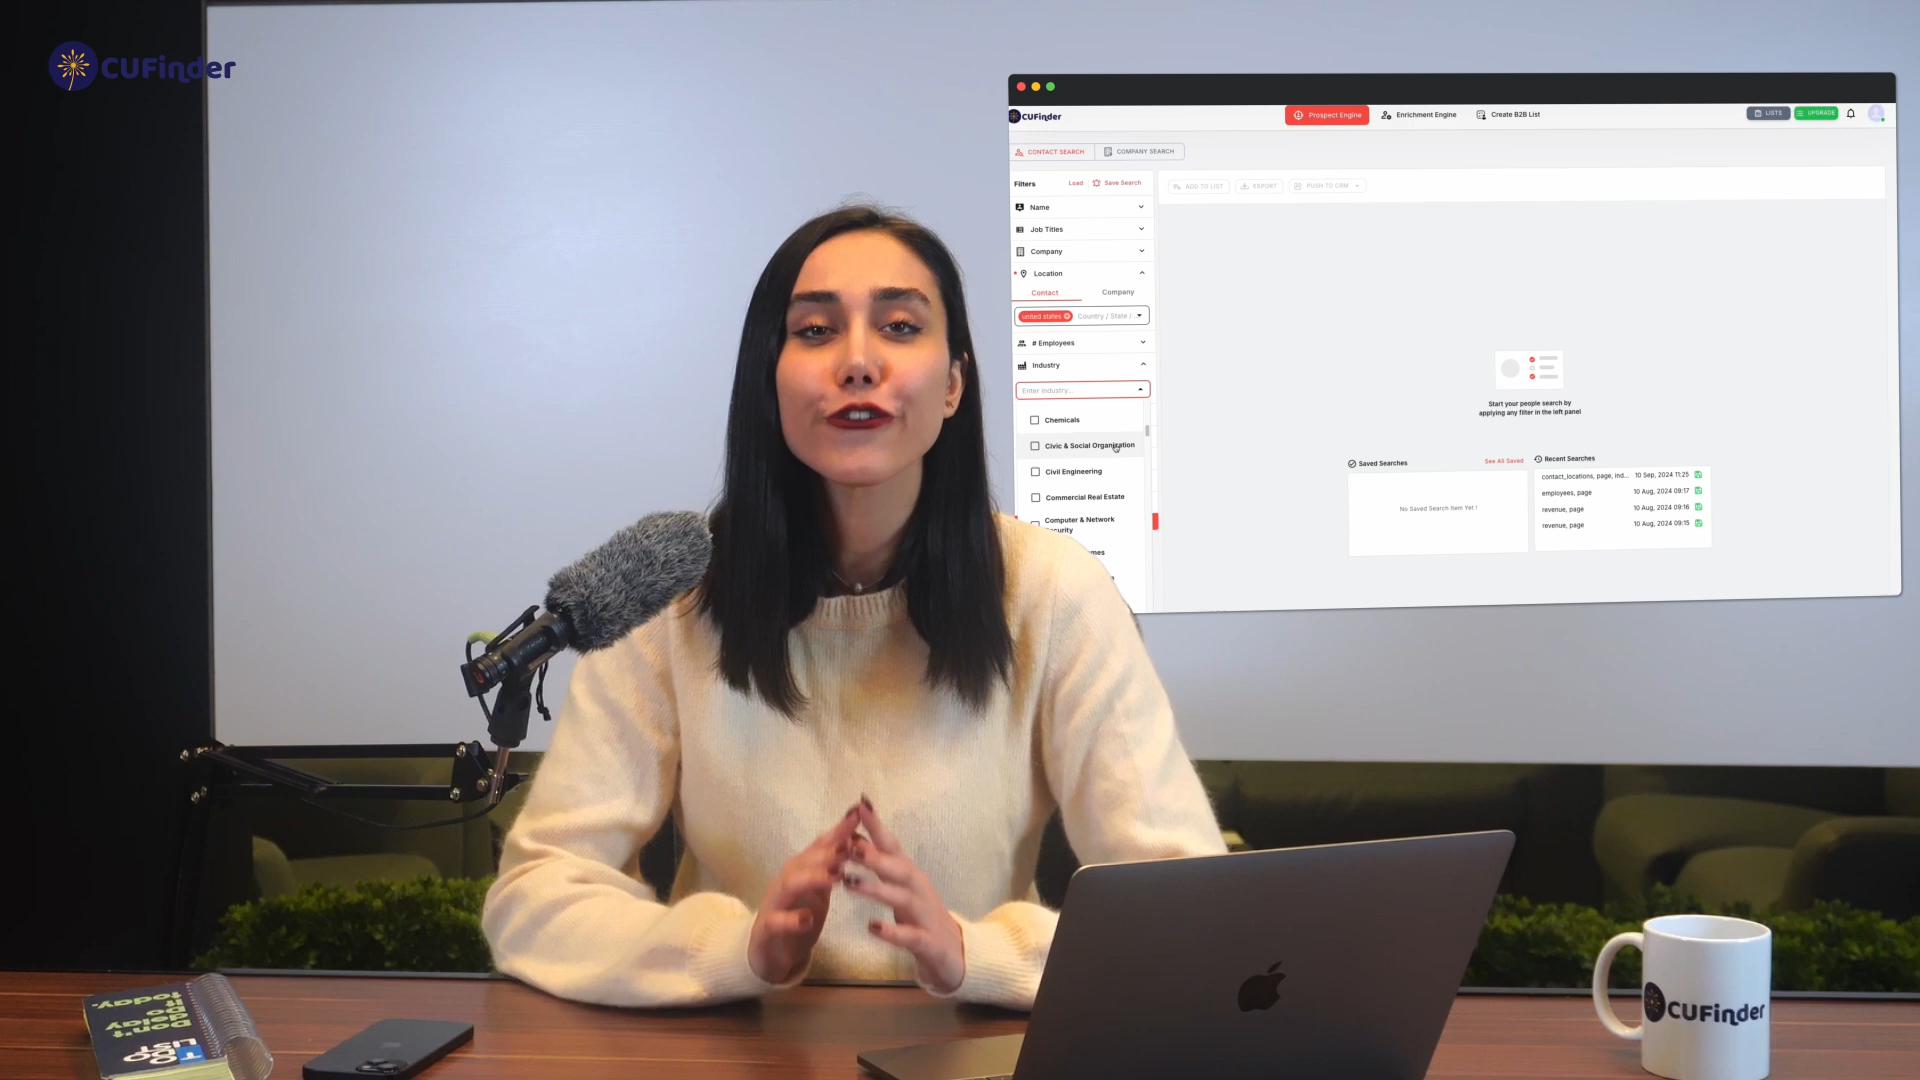 CUFinder
CUFinder
Prospect Engine
Enrichment Engine
Create B2B List
LISTS
UPGRADE
CONTACT SEARCH
COMPANY SEARCH
Filters
Load
Save Search
ADD TO LIST
EXPORT
PUSH TO CRM
Name
Job Titles
Company
Location
Contact
Company
united states
Country / State /
# Employees
Industry
Enter industry...
Chemicals
Civic & Social Organization
Civil Engineering
Commercial Real Estate
Computer & Network
Start your people search by
applying any filter in the left panel
Saved Searches
See All Saved
No Saved Search Item Yet !
Recent Searches
contact_locations, page, ind... 10 Sep, 2024 11:25
employees, page 10 Aug, 2024 09:17
revenue, page 10 Aug, 2024 09:16
revenue, page 10 Aug, 2024 09:15
Don't
delay
Do
it
today.
TO DO
LIST
CUFinder